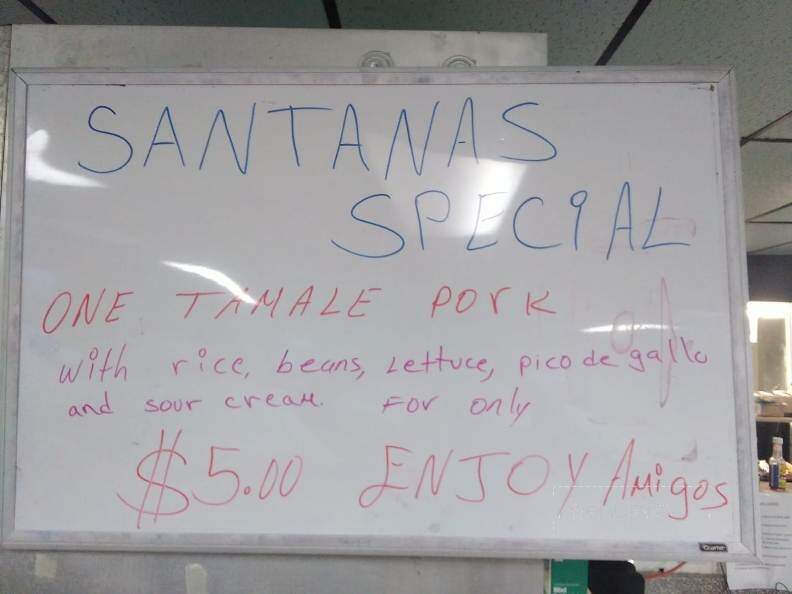 SANTANAS
SPECIAL
ONE TAMALE PORK
with rice, beans, Lettuce, pico de gallo
and sour cream. For only
$5.00 ENJOY Amigos
Quartet